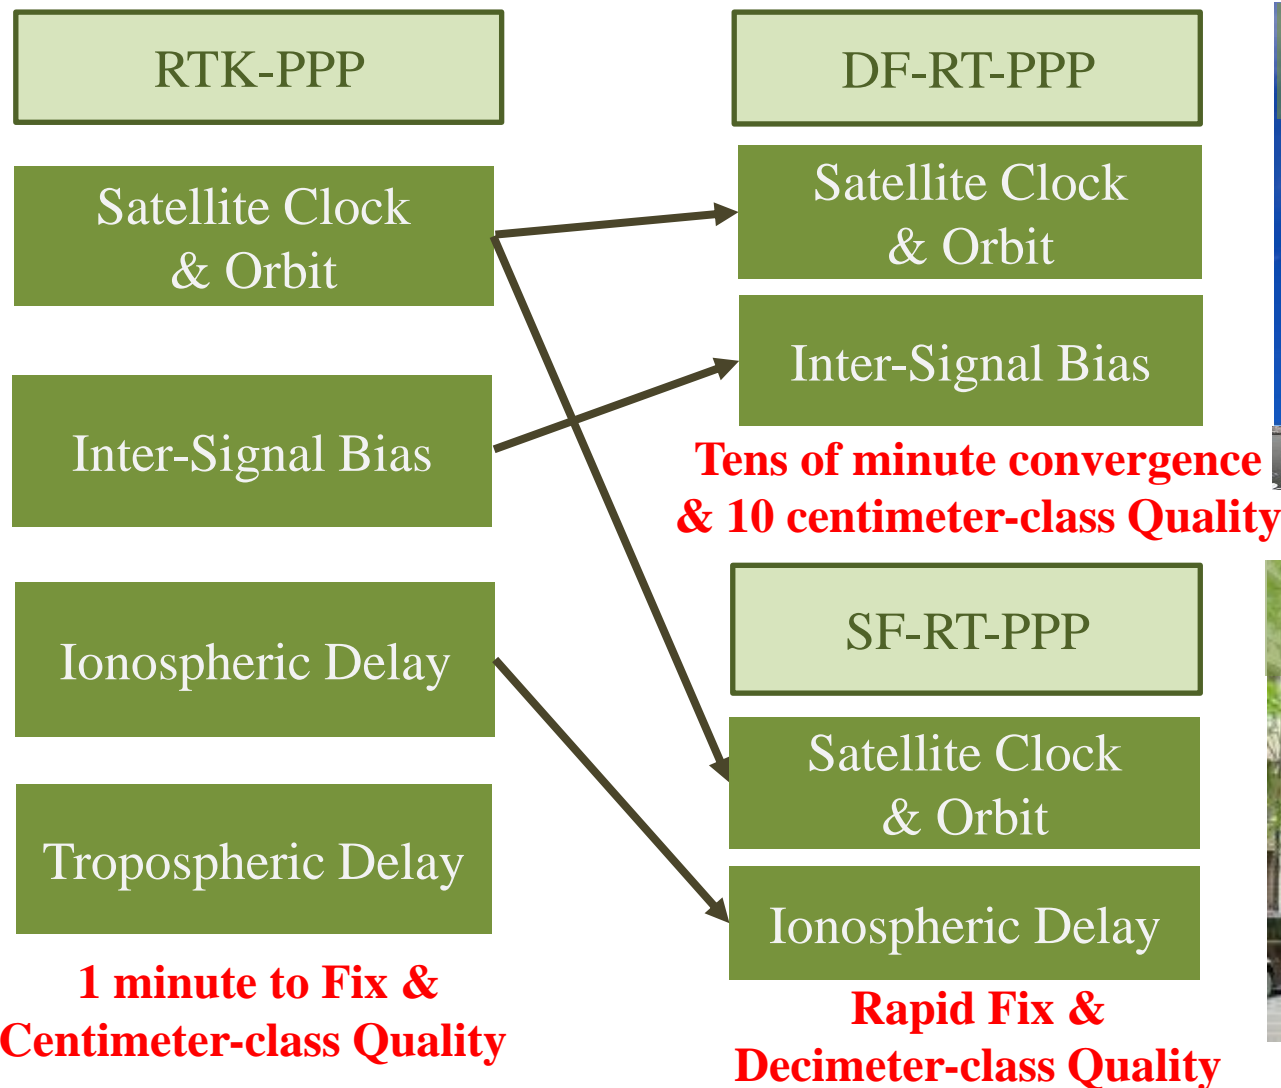 RTK-PPP
Satellite Clock
& Orbit
Inter-Signal Bias
Ionospheric Delay
Tropospheric Delay
1 minute to Fix &
Centimeter-class Quality
DF-RT-PPP
Satellite Clock
& Orbit
Inter-Signal Bias
Tens of minute convergence
& 10 centimeter-class Quality
SF-RT-PPP
Satellite Clock
& Orbit
Ionospheric Delay
Rapid Fix &
Decimeter-class Quality